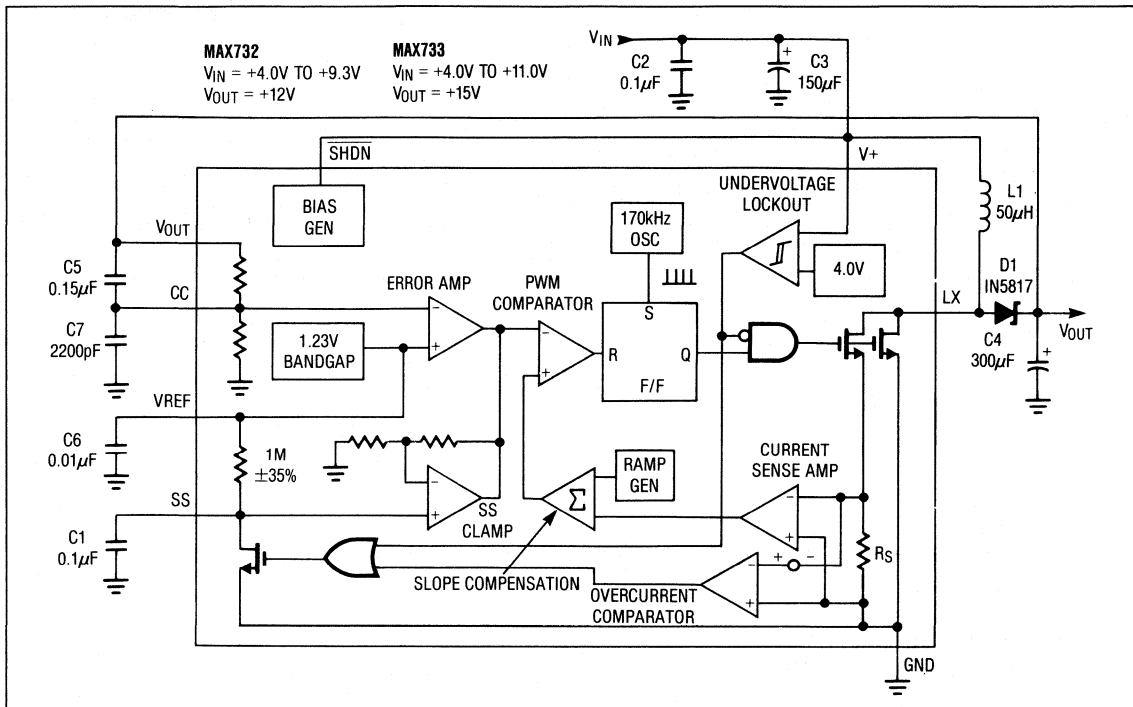 MAX732
VIN = +4.0V TO +9.3V
VOUT = +12V
MAX733
VIN = +4.0V TO +11.0V
VOUT = +15V
VIN
C2
0.1µF
+
C3
150µF
SHDN
V+
BIAS
GEN
UNDERVOLTAGE
LOCKOUT
L1
50µH
170kHz
OSC
4.0V
VOUT
C5
0.15µF
CC
C7
2200pF
ERROR AMP
−
+
1.23V
BANDGAP
PWM
COMPARATOR
−
+
S
R
Q
F/F
LX
D1
IN5817
VOUT
C4
300µF
+
VREF
C6
0.01µF
1M
±35%
SS
C1
0.1µF
−
+
SS
CLAMP
Σ
RAMP
GEN
CURRENT
SENSE AMP
−
+
RS
SLOPE COMPENSATION
+ −
−
+
OVERCURRENT
COMPARATOR
GND